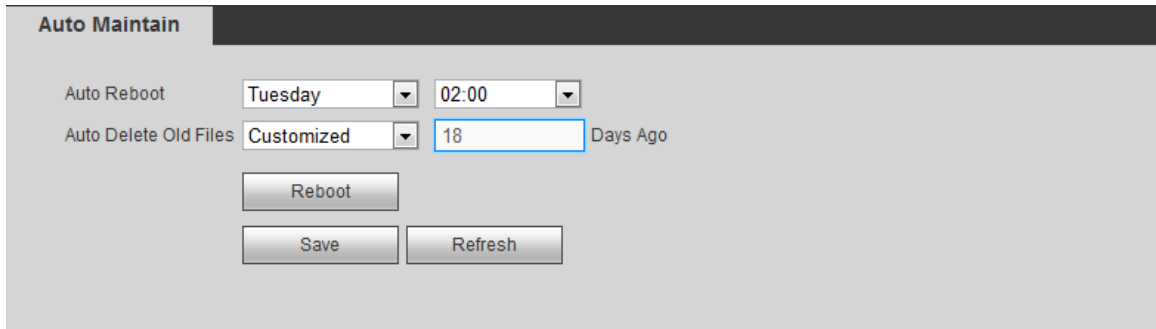 Auto Maintain
Auto Reboot Tuesday 02:00
Auto Delete Old Files Customized 18 Days Ago
Reboot
Save Refresh